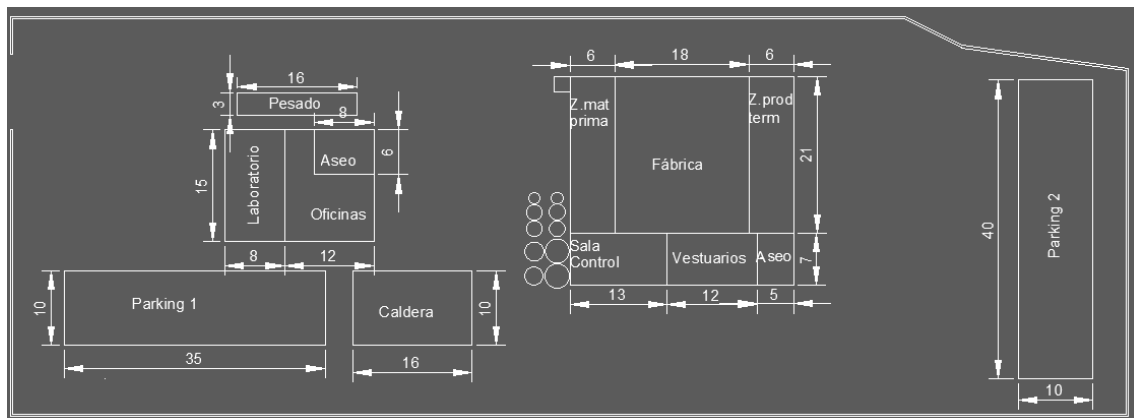 6
18
6
16
Pesado
3
8
Z.mat
prima
Z.prod
term
Aseo
6
Fábrica
21
15
Laboratorio
Oficinas
Parking 2
40
Sala
Control
Vestuarios
Aseo
7
8
12
13
12
5
10
Parking 1
Caldera
10
35
16
10